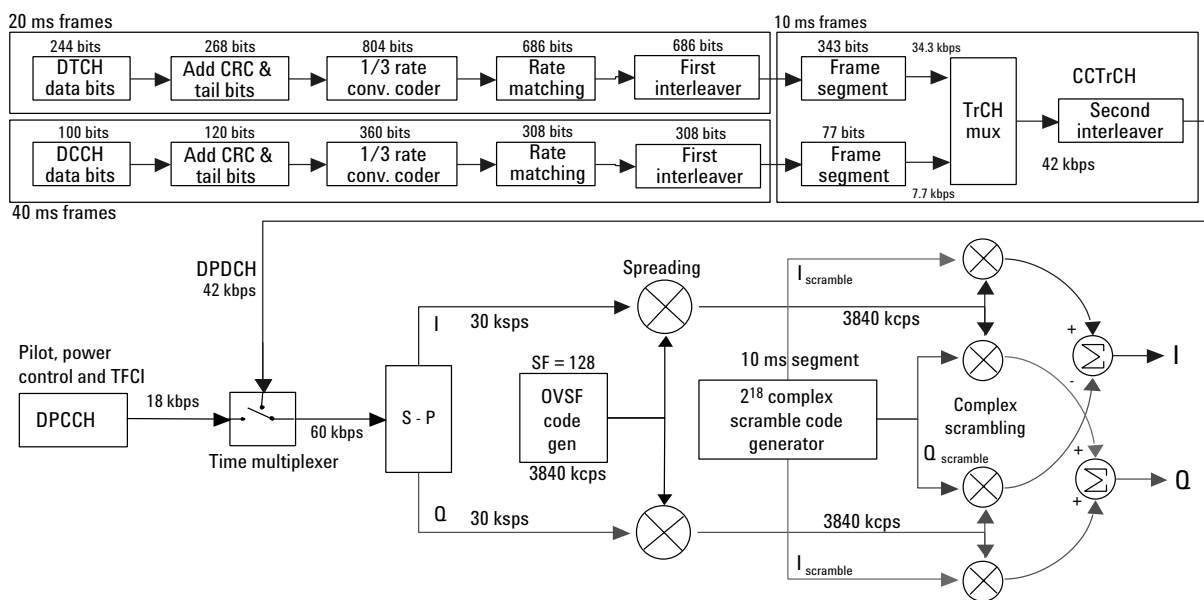 20 ms frames
10 ms frames
244 bits
268 bits
804 bits
686 bits
686 bits
343 bits
34.3 kbps
DTCH
data bits
Add CRC &
tail bits
1/3 rate
conv. coder
Rate
matching
First
interleaver
Frame
segment
TrCH
mux
CCTrCH
Second
interleaver
42 kbps
100 bits
120 bits
360 bits
308 bits
308 bits
77 bits
DCCH
data bits
Add CRC &
tail bits
1/3 rate
conv. coder
Rate
matching
First
interleaver
Frame
segment
7.7 kbps
40 ms frames
DPDCH
42 kbps
Spreading
I scramble
I
30 ksps
3840 kcps
Pilot, power
control and TFCI
SF = 128
10 ms segment
+
Σ
I
-
DPCCH
18 kbps
60 kbps
S - P
OVSF
code
gen
2¹⁸ complex
scramble code
generator
Complex
scrambling
Time multiplexer
3840 kcps
Q scramble
+
Σ
Q
+
Q
30 ksps
3840 kcps
I scramble